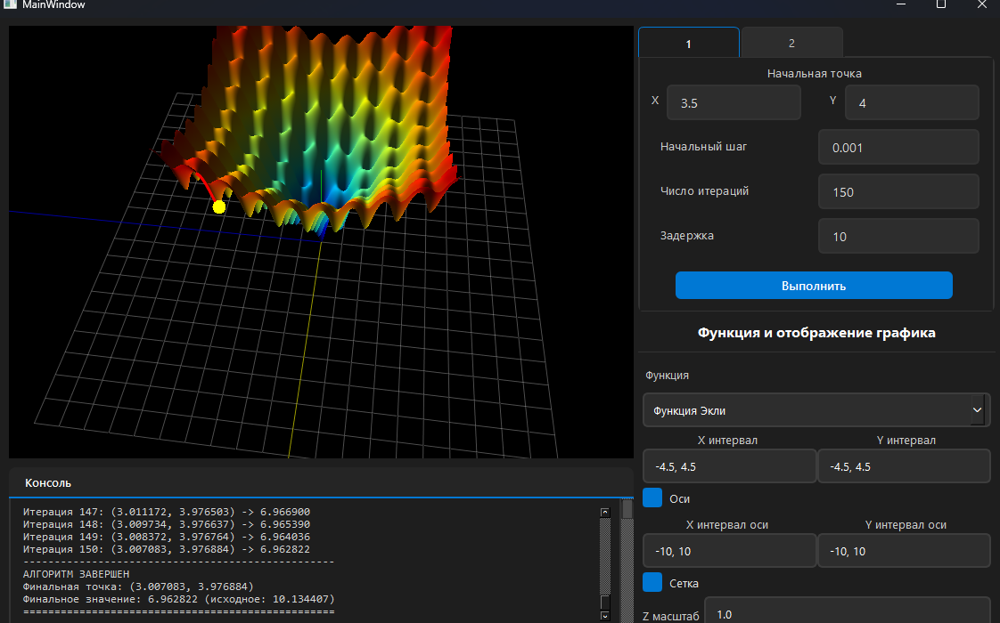 MainWindow
1
2
Начальная точка
X
3.5
Y
4
Начальный шаг
0.001
Число итераций
150
Задержка
10
Выполнить
Функция и отображение графика
Функция
Функция Экли
X интервал
Y интервал
-4.5, 4.5
-4.5, 4.5
Оси
X интервал оси
Y интервал оси
-10, 10
-10, 10
Сетка
Z масштаб
1.0
Консоль
Итерация 147: (3.011172, 3.976503) -> 6.966900
Итерация 148: (3.009734, 3.976637) -> 6.965390
Итерация 149: (3.008372, 3.976764) -> 6.964036
Итерация 150: (3.007083, 3.976884) -> 6.962822
--------------------------------------------------
АЛГОРИТМ ЗАВЕРШЕН
Финальная точка: (3.007083, 3.976884)
Финальное значение: 6.962822 (исходное: 10.134407)
==================================================